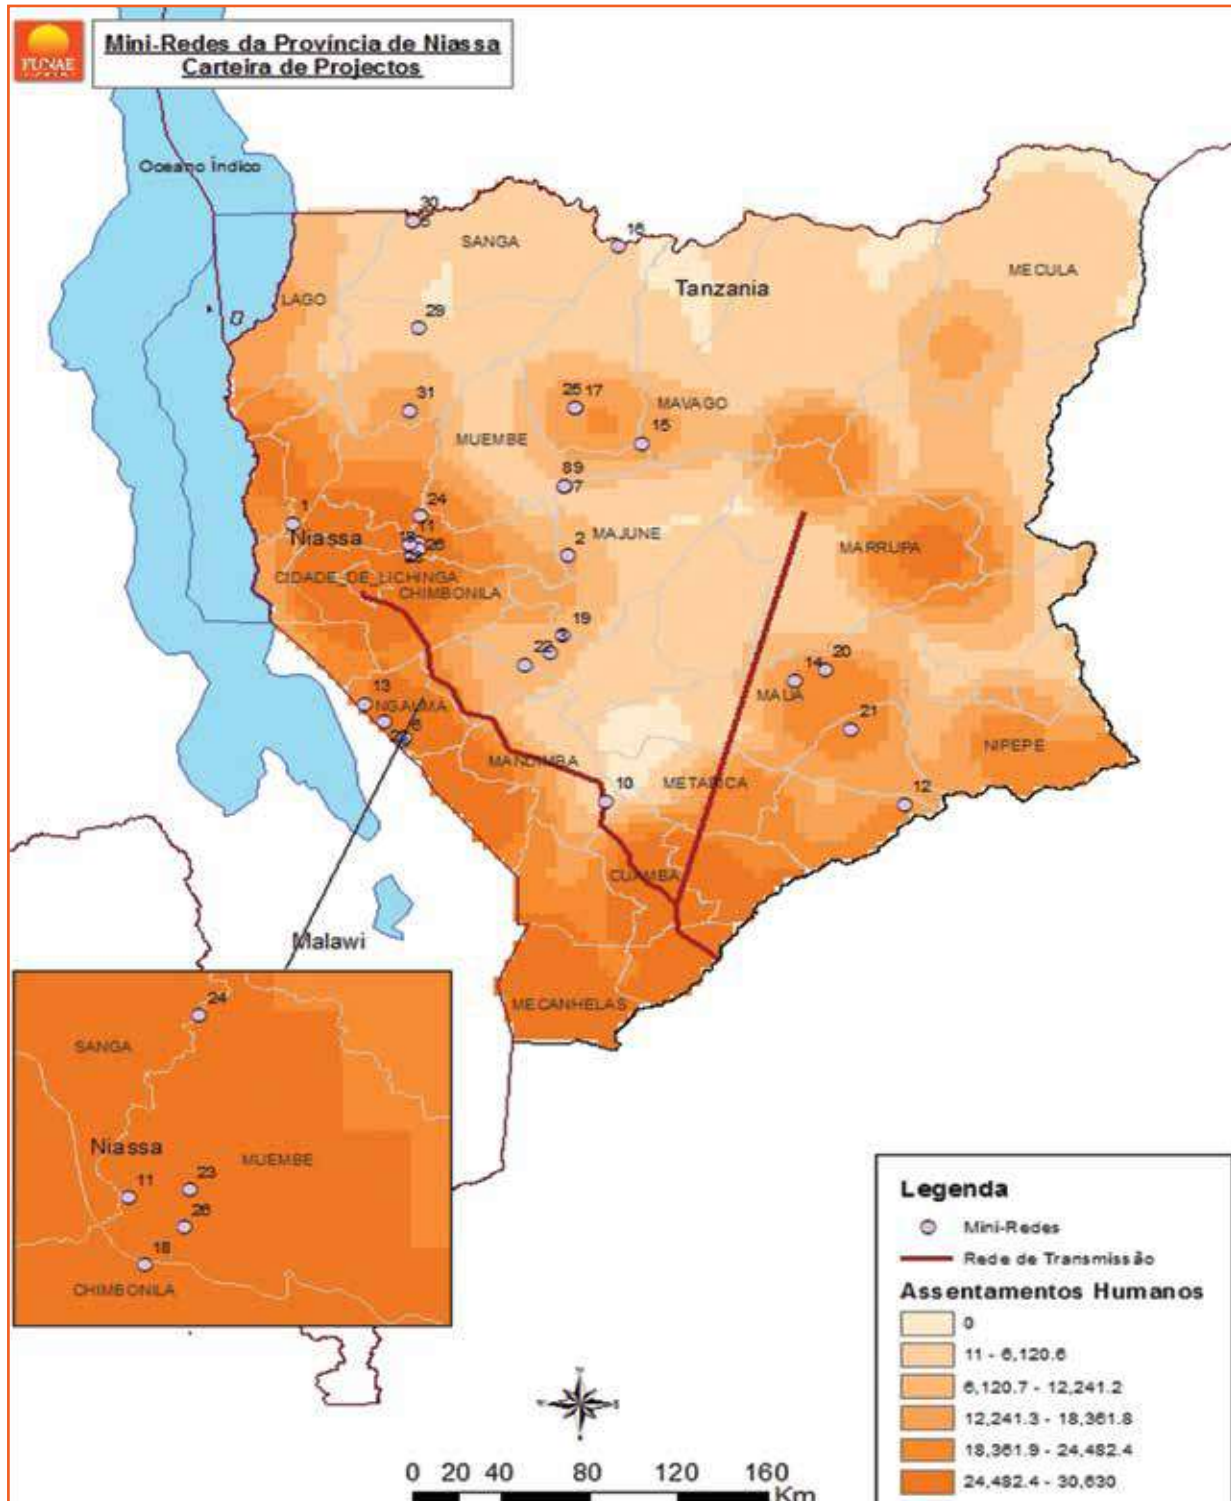 FUNAE
Mini-Redes da Província de Niassa
Carteira de Projectos
Oceano Índico
30
SANGA
16
Tanzania
MECULA
LAGO
29
31
25 17
MAVAGO
15
MUEMBE
89
7
24
1
11
Niassa
26
2
MAJUNE
MARRUPA
CIDADE_DE_LICHINGA
CHIMBONILA
19
22
14
20
MAUA
13
NGAUMA
6
21
NIPEPE
MANDIMBA
METARICA
10
12
CUAMBA
Malawi
MECANHELAS
24
SANGA
Niassa
MUEMBE
11
23
26
18
CHIMBONILA
Legenda
Mini-Redes
Rede de Transmissão
Assentamentos Humanos
0
11 - 6,120.6
6,120.7 - 12,241.2
12,241.3 - 18,361.8
18,361.9 - 24,482.4
24,482.4 - 30,630
0 20 40 80 120 160
Km